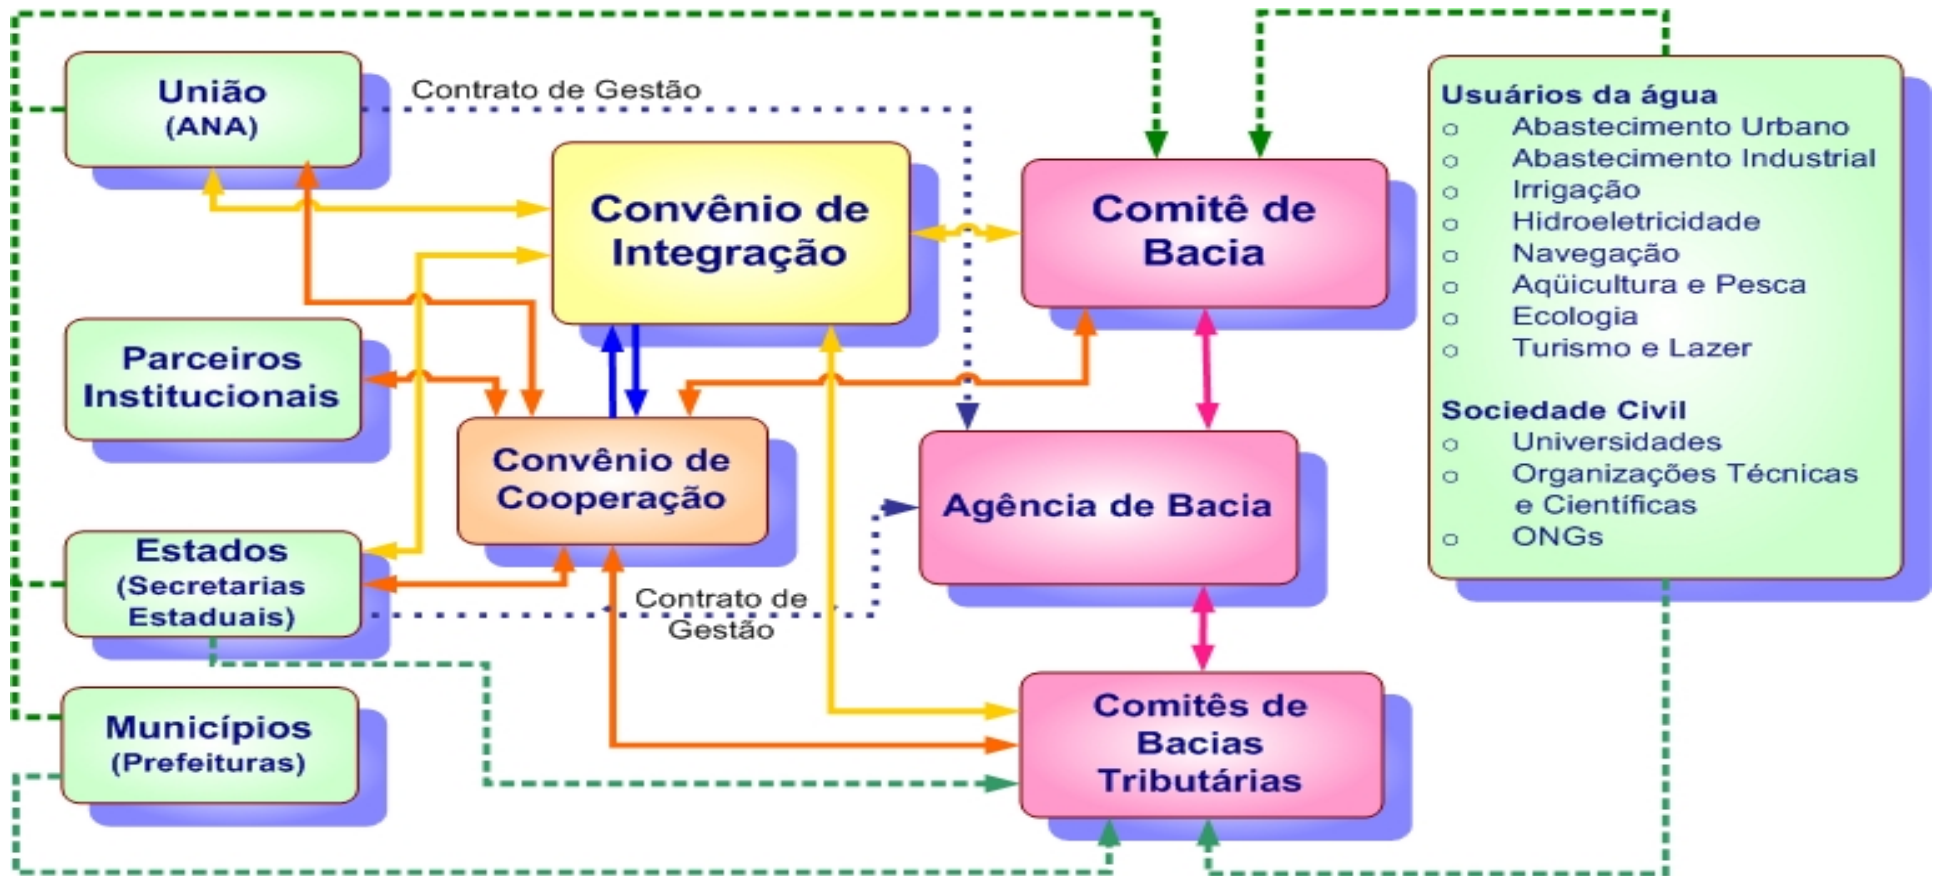 União
(ANA)
Contrato de Gestão
Convênio de
Integração
Comitê de
Bacia
Usuários da água
o Abastecimento Urbano
o Abastecimento Industrial
o Irrigação
o Hidroeletricidade
o Navegação
o Aqüicultura e Pesca
o Ecologia
o Turismo e Lazer
Sociedade Civil
o Universidades
o Organizações Técnicas
e Científicas
o ONGs
Parceiros
Institucionais
Convênio de
Cooperação
Agência de Bacia
Estados
(Secretarias
Estaduais)
Contrato de
Gestão
Municípios
(Prefeituras)
Comitês de
Bacias
Tributárias